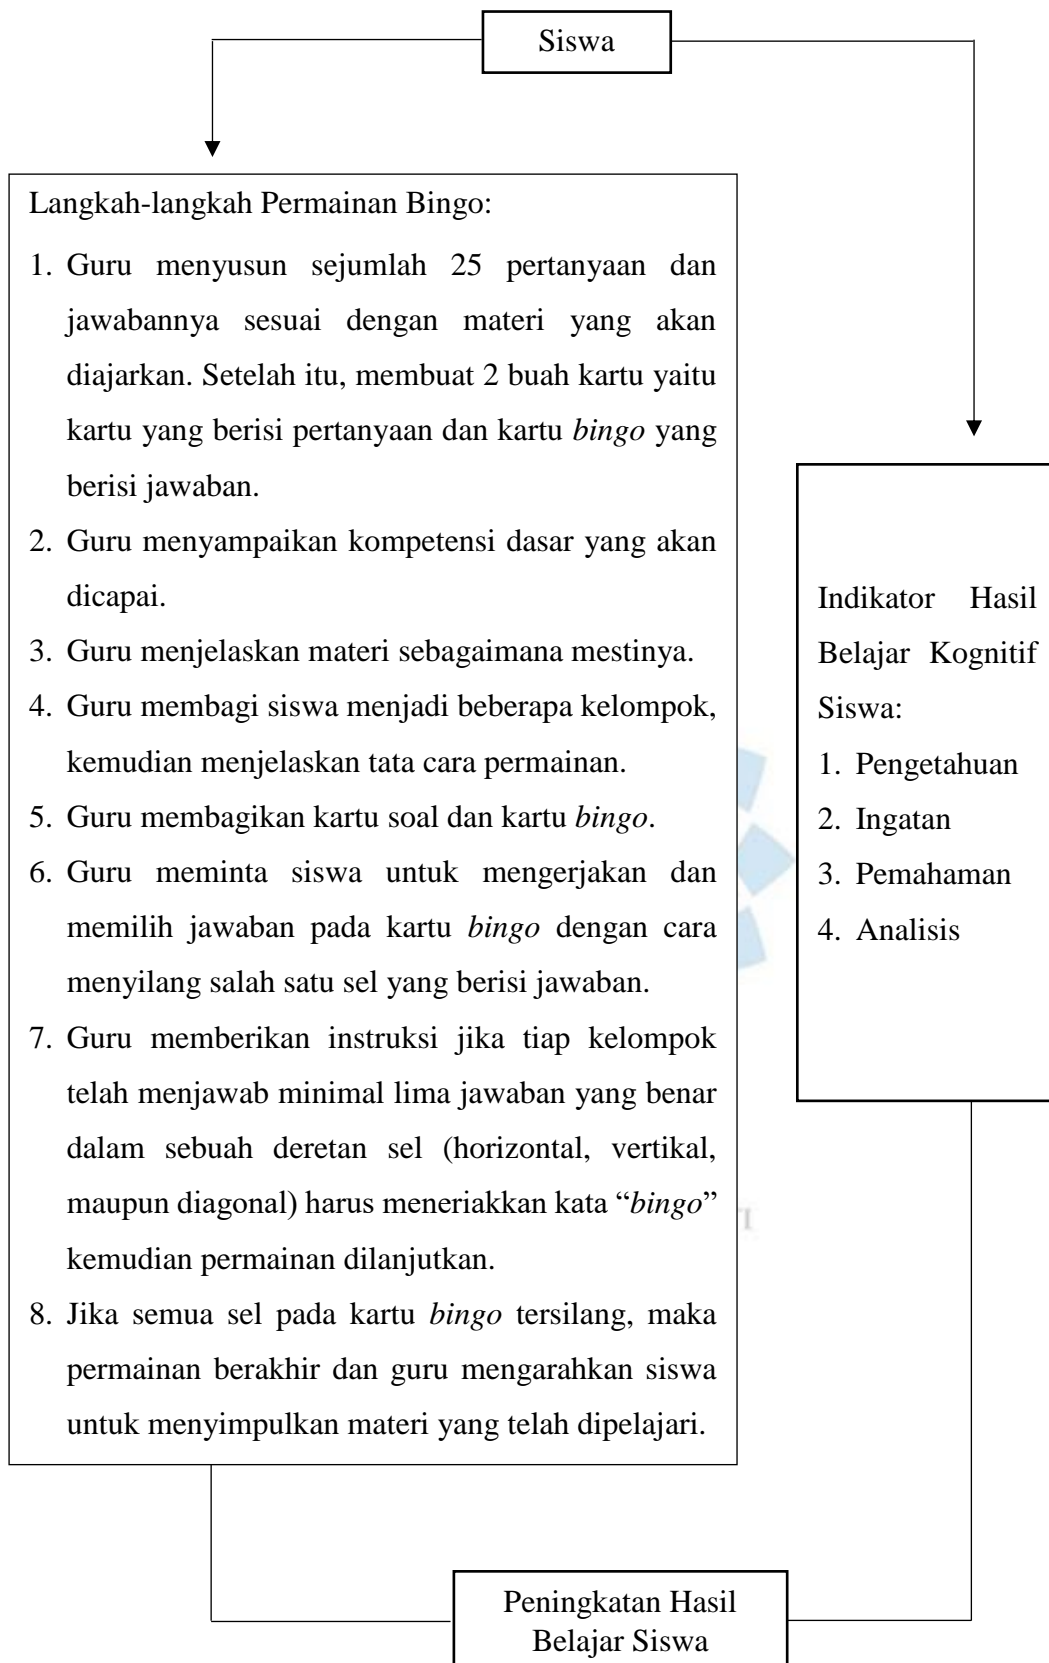 Siswa
Langkah-langkah Permainan Bingo:
1. Guru menyusun sejumlah 25 pertanyaan dan
jawabannya sesuai dengan materi yang akan
diajarkan. Setelah itu, membuat 2 buah kartu yaitu
kartu yang berisi pertanyaan dan kartu bingo yang
berisi jawaban.
2. Guru menyampaikan kompetensi dasar yang akan
dicapai.
3. Guru menjelaskan materi sebagaimana mestinya.
4. Guru membagi siswa menjadi beberapa kelompok,
kemudian menjelaskan tata cara permainan.
5. Guru membagikan kartu soal dan kartu bingo.
6. Guru meminta siswa untuk mengerjakan dan
memilih jawaban pada kartu bingo dengan cara
menyilang salah satu sel yang berisi jawaban.
7. Guru memberikan instruksi jika tiap kelompok
telah menjawab minimal lima jawaban yang benar
dalam sebuah deretan sel (horizontal, vertikal,
maupun diagonal) harus meneriakkan kata “bingo”
kemudian permainan dilanjutkan.
8. Jika semua sel pada kartu bingo tersilang, maka
permainan berakhir dan guru mengarahkan siswa
untuk menyimpulkan materi yang telah dipelajari.
Indikator Hasil
Belajar Kognitif
Siswa:
1. Pengetahuan
2. Ingatan
3. Pemahaman
4. Analisis
Peningkatan Hasil
Belajar Siswa